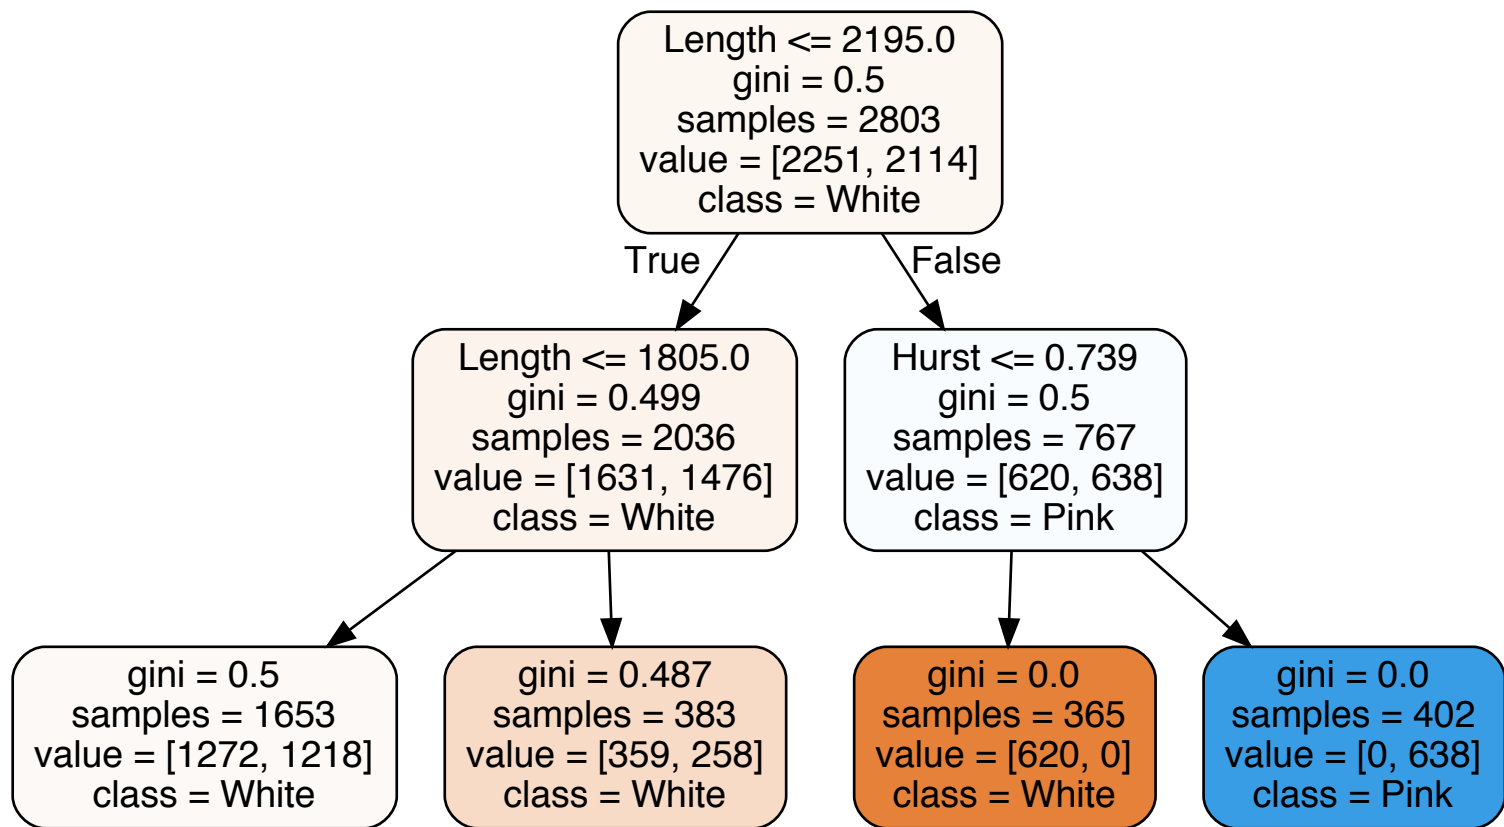 Length <= 2195.0
gini = 0.5
samples = 2803
value = [2251, 2114]
class = White
True
False
Length <= 1805.0
gini = 0.499
samples = 2036
value = [1631, 1476]
class = White
Hurst <= 0.739
gini = 0.5
samples = 767
value = [620, 638]
class = Pink
gini = 0.5
samples = 1653
value = [1272, 1218]
class = White
gini = 0.487
samples = 383
value = [359, 258]
class = White
gini = 0.0
samples = 365
value = [620, 0]
class = White
gini = 0.0
samples = 402
value = [0, 638]
class = Pink